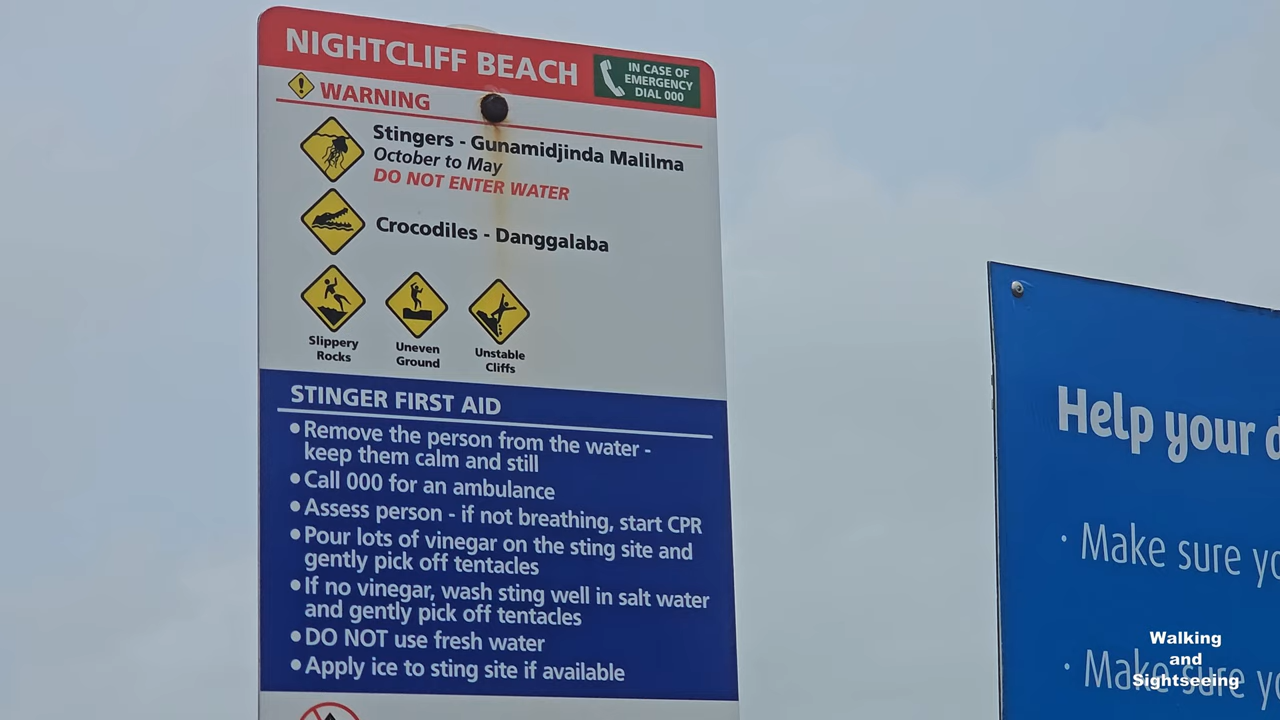 NIGHTCLIFF BEACH
IN CASE OF
EMERGENCY
DIAL 000
WARNING
Stingers - Gunamidjinda Malilma
October to May
DO NOT ENTER WATER
Crocodiles - Danggalaba
Slippery
Rocks
Uneven
Ground
Unstable
Cliffs
STINGER FIRST AID
•Remove the person from the water -
keep them calm and still
•Call 000 for an ambulance
•Assess person - if not breathing, start CPR
•Pour lots of vinegar on the sting site and
gently pick off tentacles
•If no vinegar, wash sting well in salt water
and gently pick off tentacles
•DO NOT use fresh water
•Apply ice to sting site if available
Help your
· Make sure
· Make sure
Walking
and
Sightseeing